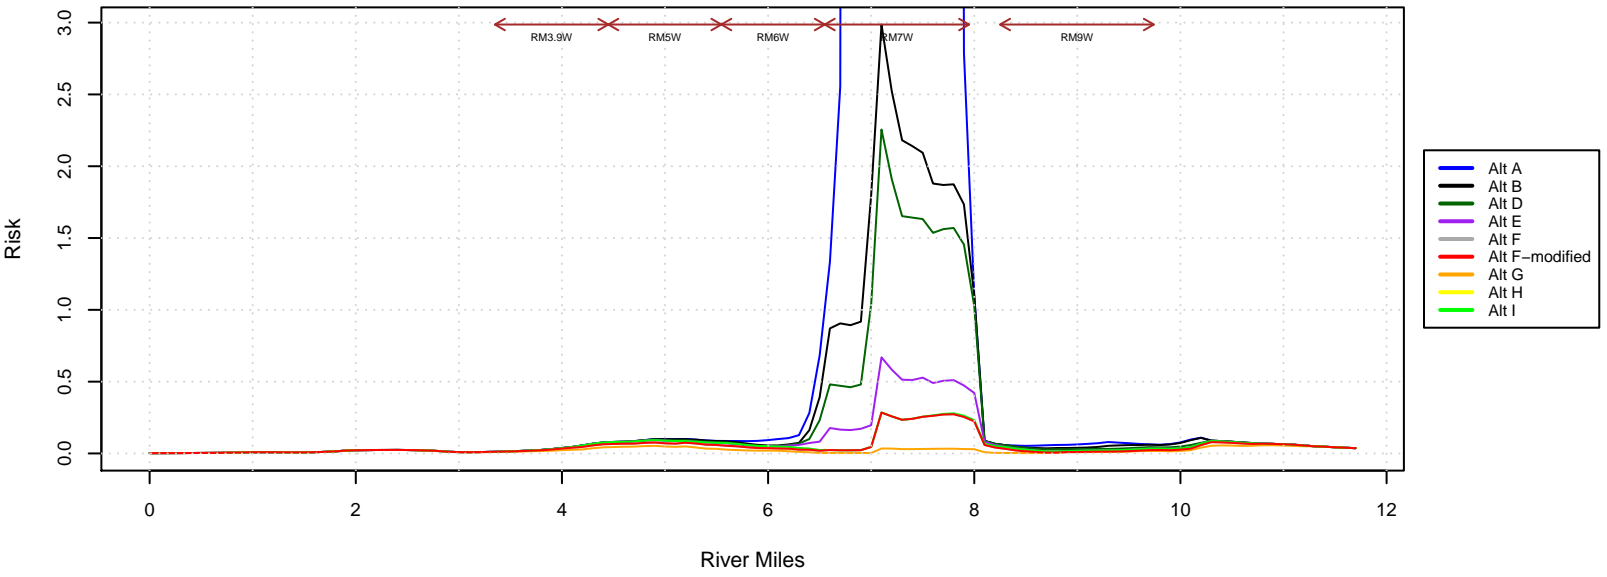 3.0
2.5
2.0
1.5
1.0
0.5
0.0
Risk
RM3.9W RM5W RM6W RM7W RM9W
0 2 4 6 8 10 12
River Miles
Alt A
Alt B
Alt D
Alt E
Alt F
Alt F−modified
Alt G
Alt H
Alt I